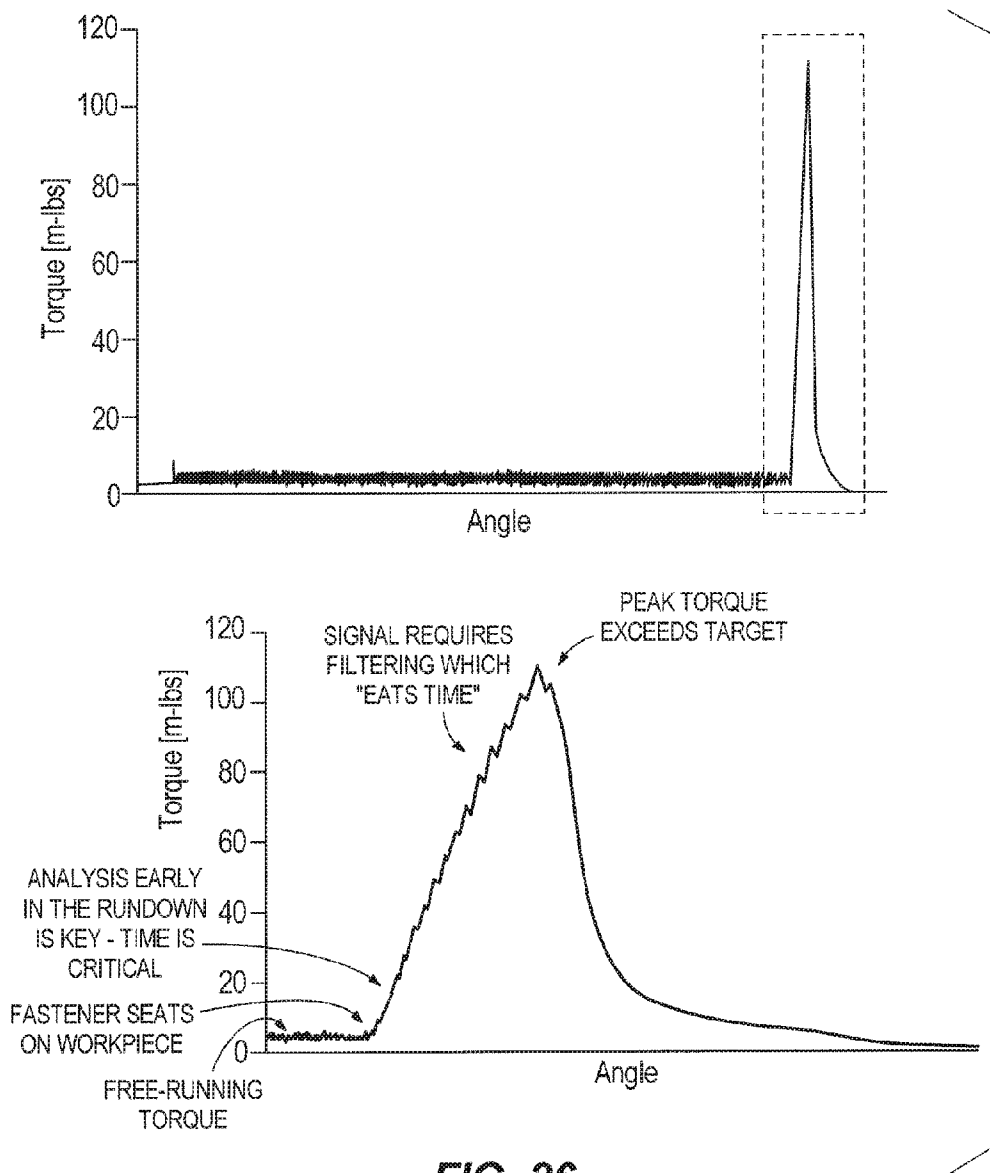 120
100
80
60
40
20
0
Torque [m-lbs]
Angle
PEAK TORQUE
EXCEEDS TARGET
SIGNAL REQUIRES
FILTERING WHICH
"EATS TIME"
120
100
80
60
40
20
0
Torque [m-lbs]
ANALYSIS EARLY
IN THE RUNDOWN
IS KEY - TIME IS
CRITICAL
FASTENER SEATS
ON WORKPIECE
FREE-RUNNING
TORQUE
Angle